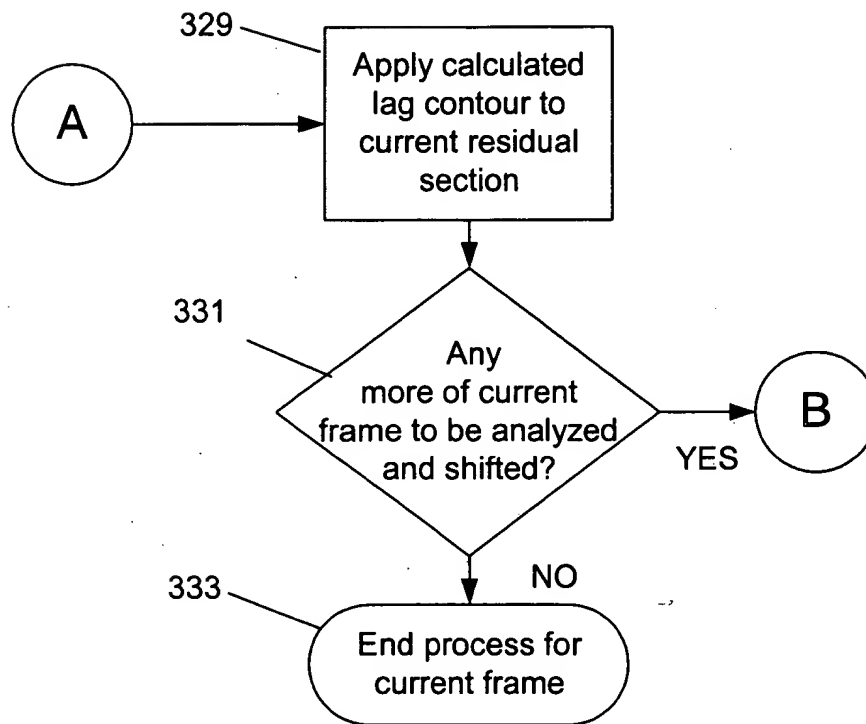 329
Apply calculated
lag contour to
current residual
section
A
331
Any
more of current
frame to be analyzed
and shifted?
B
YES
NO
333
End process for
current frame